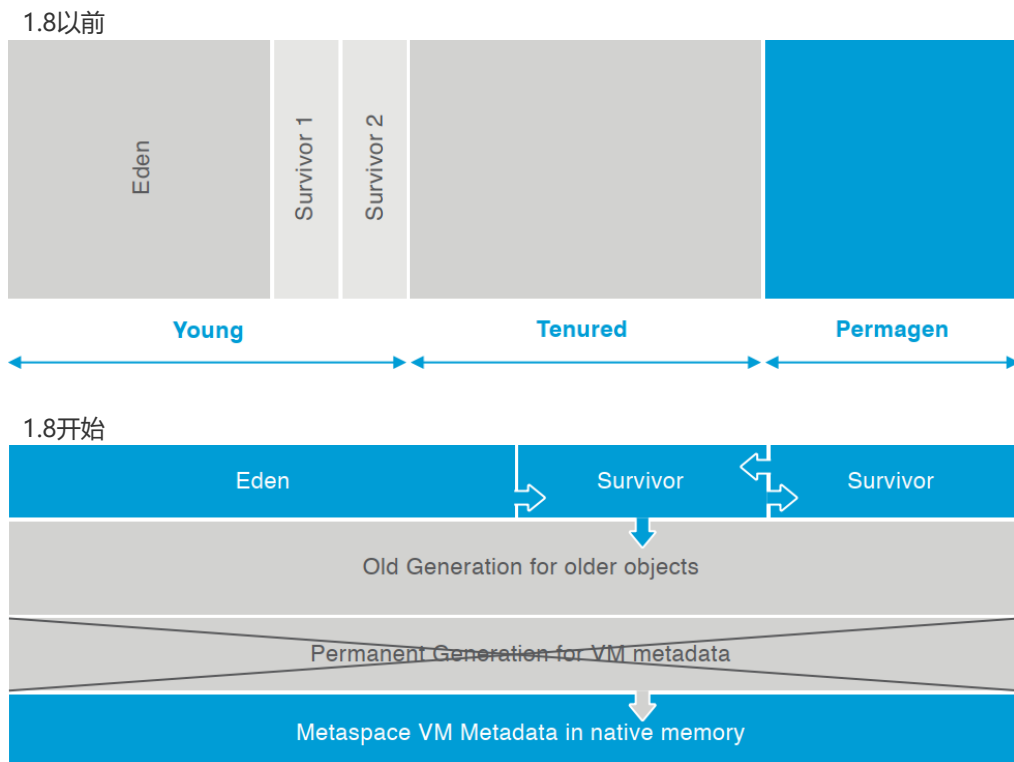 1.8以前
Eden
Survivor 1
Survivor 2
Young
Tenured
Permagen
1.8开始
Eden
Survivor
Survivor
Old Generation for older objects
Permanent Generation for VM metadata
Metaspace VM Metadata in native memory